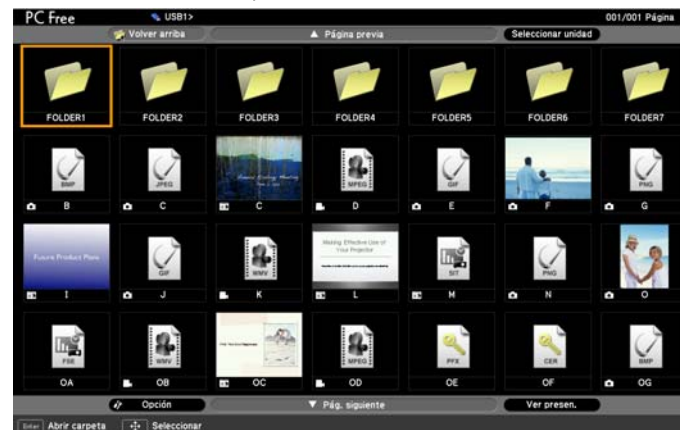 PC Free USB1> 001/001 Página
Volver arriba Página previa Seleccionar unidad
FOLDER1 FOLDER2 FOLDER3 FOLDER4 FOLDER5 FOLDER6 FOLDER7
BMP JPEG MPEG GIF PNG
B C C D E F G
Future Product Plans GIF WMV Making Effective Use of Your Projector SIT PNG
I J K L M N O
FSE WMV MPEG PFX CER BMP
OA OB OC OD OE OF OG
Opción Pág. siguiente Ver presen.
Enter Abrir carpeta Seleccionar